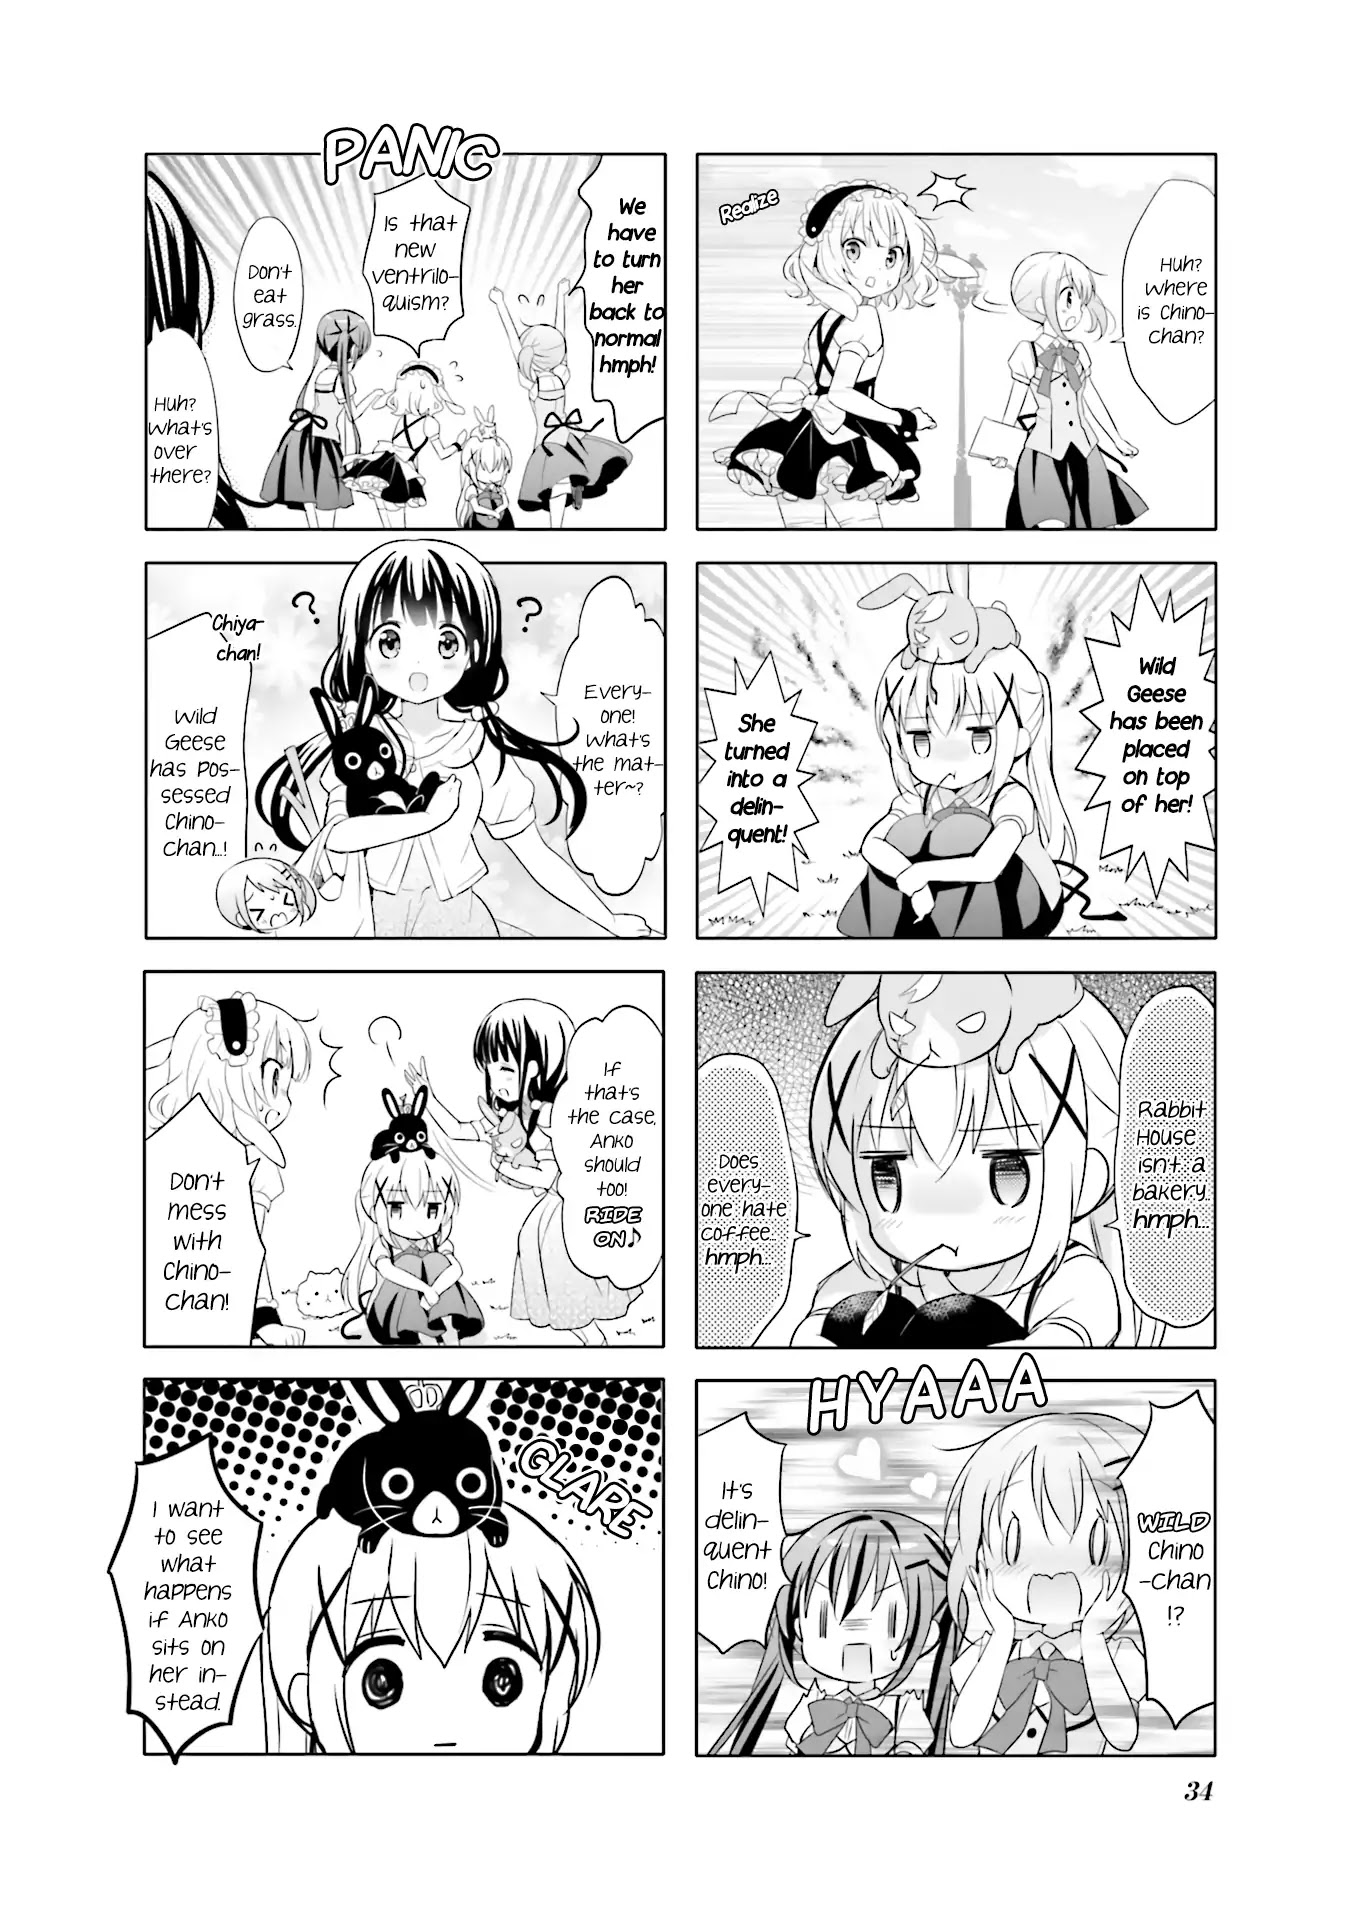 Realize
Huh?
where
is Chino-
chan?
Wild
Geese
has been
placed
on top
of her!
She
turned
into a
delin-
quent!
Rabbit
House
isn't a
bakery...
hmph...
Does
every-
one hate
coffee...
hmph...
HYAAA
WILD
Chino
-chan
!?
It's
delin-
quent
Chino!
PANIC
We
have
to turn
her
back to
normal
hmph!
Is that
new
ventrilo-
quism?
Don't
eat
grass.
Huh?
What's
over
there?
Every-
one!
What's
the mat-
ter~?
Chiya-
chan!
Wild
Geese
has pos-
sessed
Chino-
chan...!
If
that's
the case,
Anko
should
too!
RIDE
ON♪
Don't
mess
with
Chino-
chan!
GLARE
I want
to see
what
happens
if Anko
sits on
her in-
stead.
34